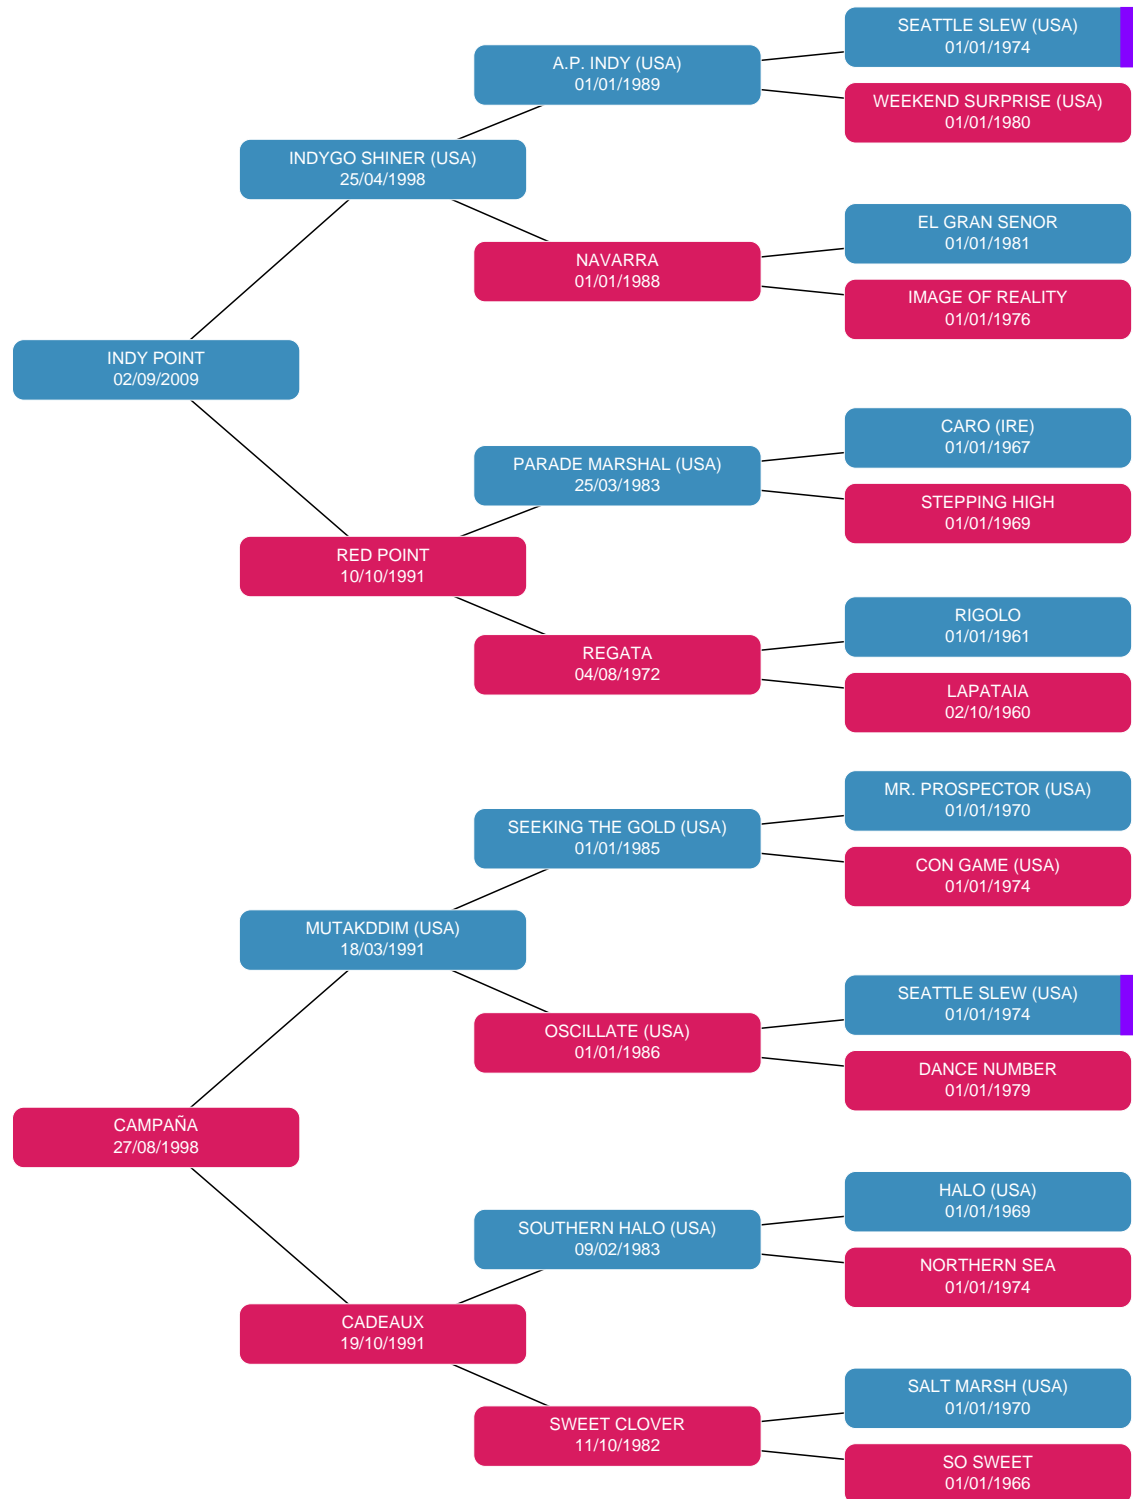 SEATTLE SLEW (USA)
01/01/1974
A.P. INDY (USA)
01/01/1989
WEEKEND SURPRISE (USA)
01/01/1980
INDYGO SHINER (USA)
25/04/1998
EL GRAN SENOR
01/01/1981
NAVARRA
01/01/1988
IMAGE OF REALITY
01/01/1976
INDY POINT
02/09/2009
CARO (IRE)
01/01/1967
PARADE MARSHAL (USA)
25/03/1983
STEPPING HIGH
01/01/1969
RED POINT
10/10/1991
RIGOLO
01/01/1961
REGATA
04/08/1972
LAPATAIA
02/10/1960
MR. PROSPECTOR (USA)
01/01/1970
SEEKING THE GOLD (USA)
01/01/1985
CON GAME (USA)
01/01/1974
MUTAKDDIM (USA)
18/03/1991
SEATTLE SLEW (USA)
01/01/1974
OSCILLATE (USA)
01/01/1986
DANCE NUMBER
01/01/1979
CAMPAÑA
27/08/1998
HALO (USA)
01/01/1969
SOUTHERN HALO (USA)
09/02/1983
NORTHERN SEA
01/01/1974
CADEAUX
19/10/1991
SALT MARSH (USA)
01/01/1970
SWEET CLOVER
11/10/1982
SO SWEET
01/01/1966